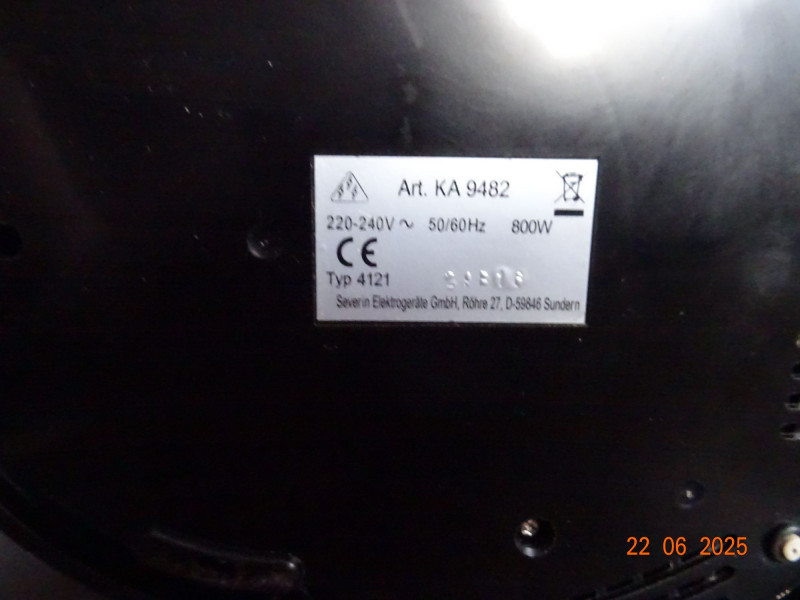 Art. KA 9482
220-240V ~ 50/60Hz 800W
CE
Typ 4121
Severin Elektrogeräte GmbH, Röhre 27, D-59846 Sundern
22 06 2025